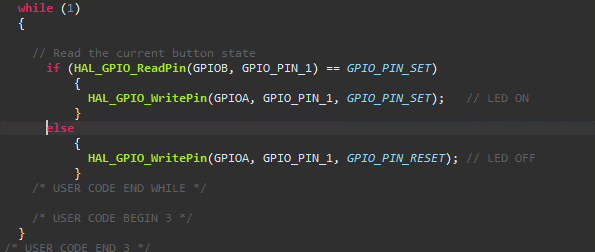 while (1)
{
// Read the current button state
if (HAL_GPIO_ReadPin(GPIOB, GPIO_PIN_1) == GPIO_PIN_SET)
{
HAL_GPIO_WritePin(GPIOA, GPIO_PIN_1, GPIO_PIN_SET);   // LED ON
}
else
{
HAL_GPIO_WritePin(GPIOA, GPIO_PIN_1, GPIO_PIN_RESET); // LED OFF
}
/* USER CODE END WHILE */
/* USER CODE BEGIN 3 */
}
/* USER CODE END 3 */